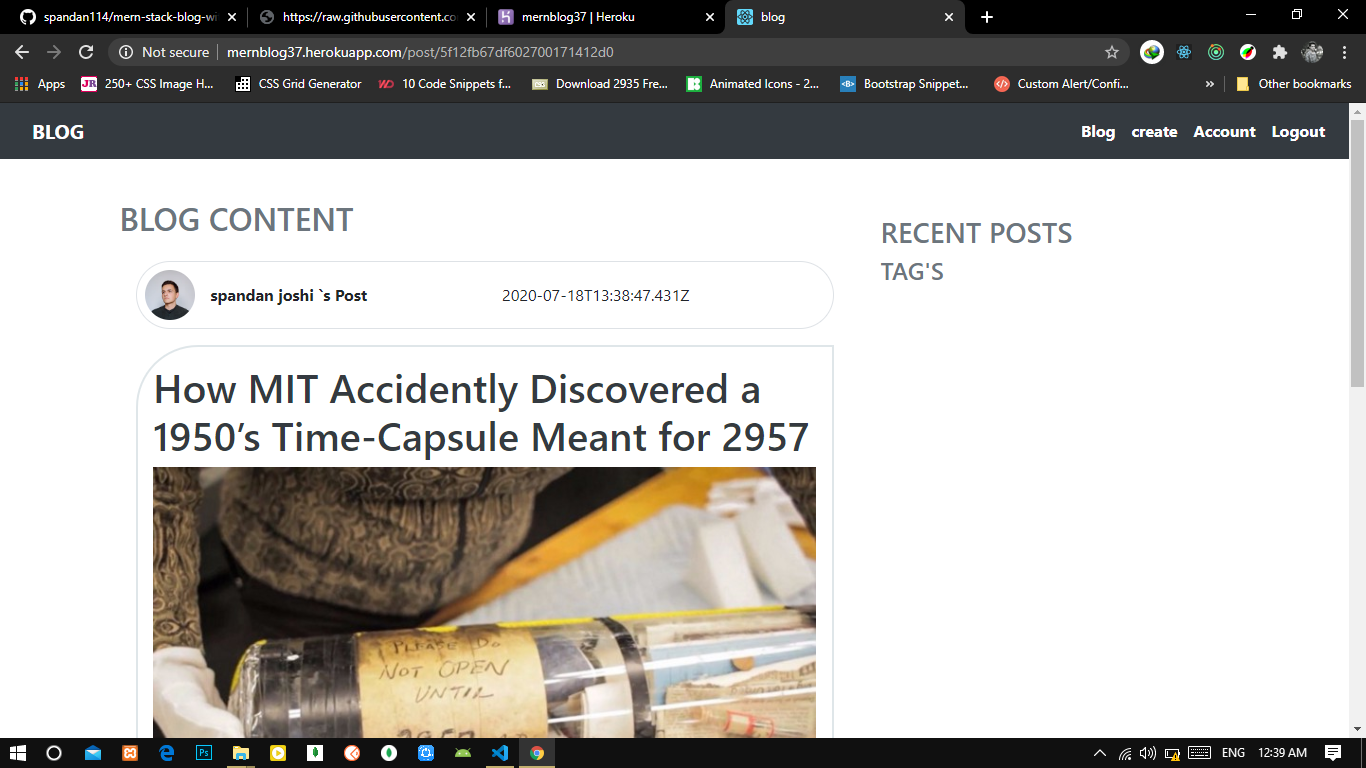 spandan114/mern-stack-blog-wi
https://raw.githubusercontent.co
mernblog37 | Heroku
blog
Not secure
mernblog37.herokuapp.com/post/5f12fb67df602700171412d0
Apps
JR
250+ CSS Image H...
CSS Grid Generator
10 Code Snippets f...
Download 2935 Fre...
Animated Icons - 2...
Bootstrap Snippet...
Custom Alert/Confi...
»
Other bookmarks
BLOG
Blog create Account Logout
BLOG CONTENT
spandan joshi `s Post
2020-07-18T13:38:47.431Z
How MIT Accidently Discovered a
1950’s Time-Capsule Meant for 2957
PLEASE DO
NOT OPEN
UNTIL
2957
RECENT POSTS
TAG'S
Ps
ENG
12:39 AM